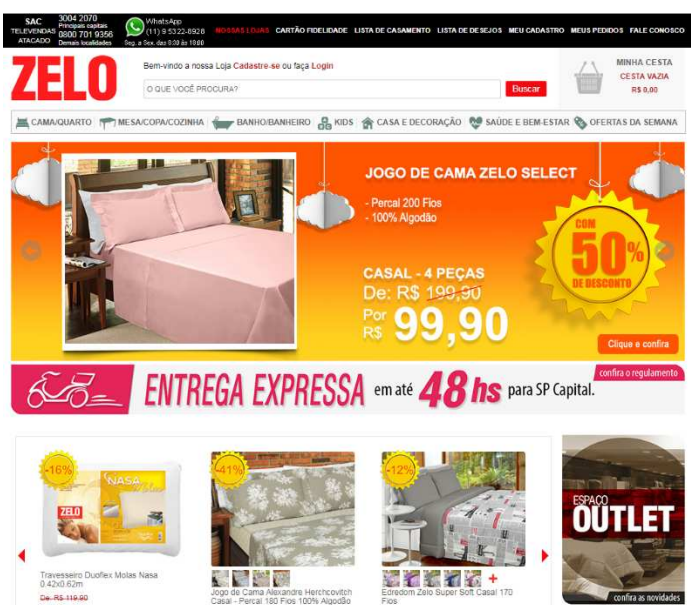 SAC
TELEVENDAS
ATACADO
3004 2070
Principais capitais
0800 701 9356
Demais localidades
WhatsApp
(11) 9 5322-8928
Seg. a Sex. das 9:00 às 18:00
NOSSAS LOJAS CARTÃO FIDELIDADE LISTA DE CASAMENTO LISTA DE DESEJOS MEU CADASTRO MEUS PEDIDOS FALE CONOSCO
ZELO
Bem-vindo a nossa Loja Cadastre-se ou faça Login
O QUE VOCÊ PROCURA?
Buscar
MINHA CESTA
CESTA VAZIA
R$ 0,00
CAMA/QUARTO MESA/COPA/COZINHA BANHO/BANHEIRO KIDS CASA E DECORAÇÃO SAÚDE E BEM-ESTAR OFERTAS DA SEMANA
JOGO DE CAMA ZELO SELECT
- Percal 200 Fios
- 100% Algodão
COM
50%
DE DESCONTO
CASAL - 4 PEÇAS
De: R$ 199,90
Por
R$ 99,90
Clique e confira
ENTREGA EXPRESSA em até 48 hs para SP Capital.
confira o regulamento
-16%
NASA
ZELO
Travesseiro Duoflex Molas Nasa
0.42x0.62m
De: R$ 119,90
-41%
Jogo de Cama Alexandre Herchcovitch
Casal - Percal 180 Fios 100% Algodão
-12%
+
Edredom Zelo Super Soft Casal 170
Fios
ESPAÇO
OUTLET
confira as novidades